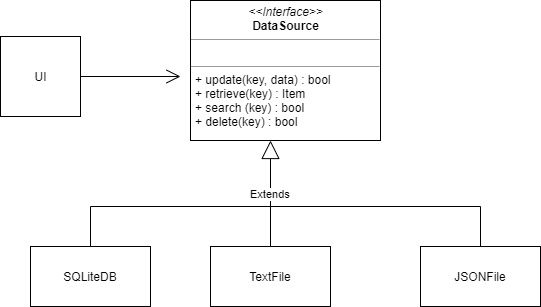 <<Interface>>
DataSource
UI
+ update(key, data) : bool
+ retrieve(key) : Item
+ search (key) : bool
+ delete(key) : bool
Extends
SQLiteDB
TextFile
JSONFile